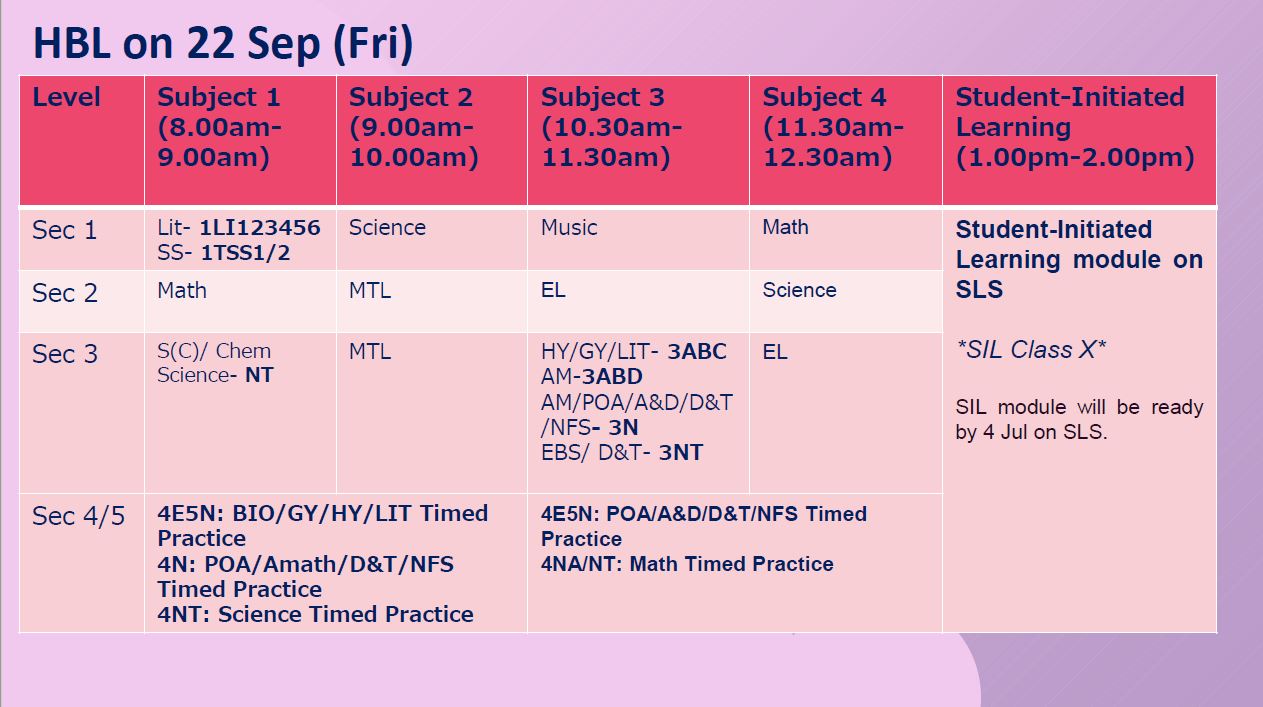 HBL on 22 Sep (Fri)
Level
Subject 1
(8.00am-
9.00am)
Subject 2
(9.00am-
10.00am)
Subject 3
(10.30am-
11.30am)
Subject 4
(11.30am-
12.30am)
Student-Initiated
Learning
(1.00pm-2.00pm)
Sec 1
Lit- 1LI123456
SS- 1TSS1/2
Science
Music
Math
Student-Initiated
Learning module on
SLS
*SIL Class X*
SIL module will be ready
by 4 Jul on SLS.
Sec 2
Math
MTL
EL
Science
Sec 3
S(C)/ Chem
Science- NT
MTL
HY/GY/LIT- 3ABC
AM-3ABD
AM/POA/A&D/D&T
/NFS- 3N
EBS/ D&T- 3NT
EL
Sec 4/5
4E5N: BIO/GY/HY/LIT Timed
Practice
4N: POA/Amath/D&T/NFS
Timed Practice
4NT: Science Timed Practice
4E5N: POA/A&D/D&T/NFS Timed
Practice
4NA/NT: Math Timed Practice